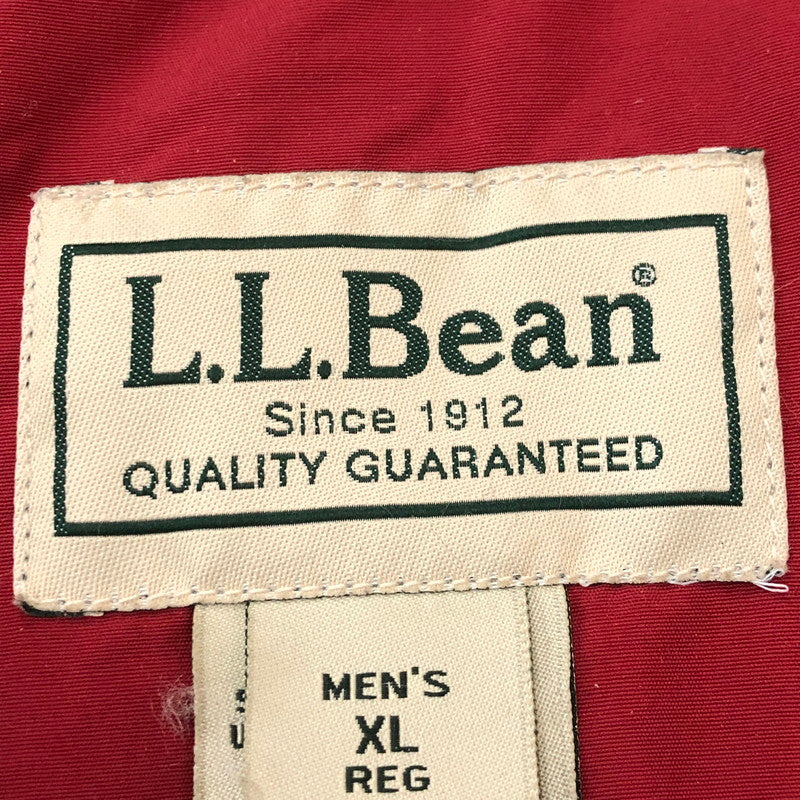 L.L.Bean®
Since 1912
QUALITY GUARANTEED
MEN'S
XL
REG